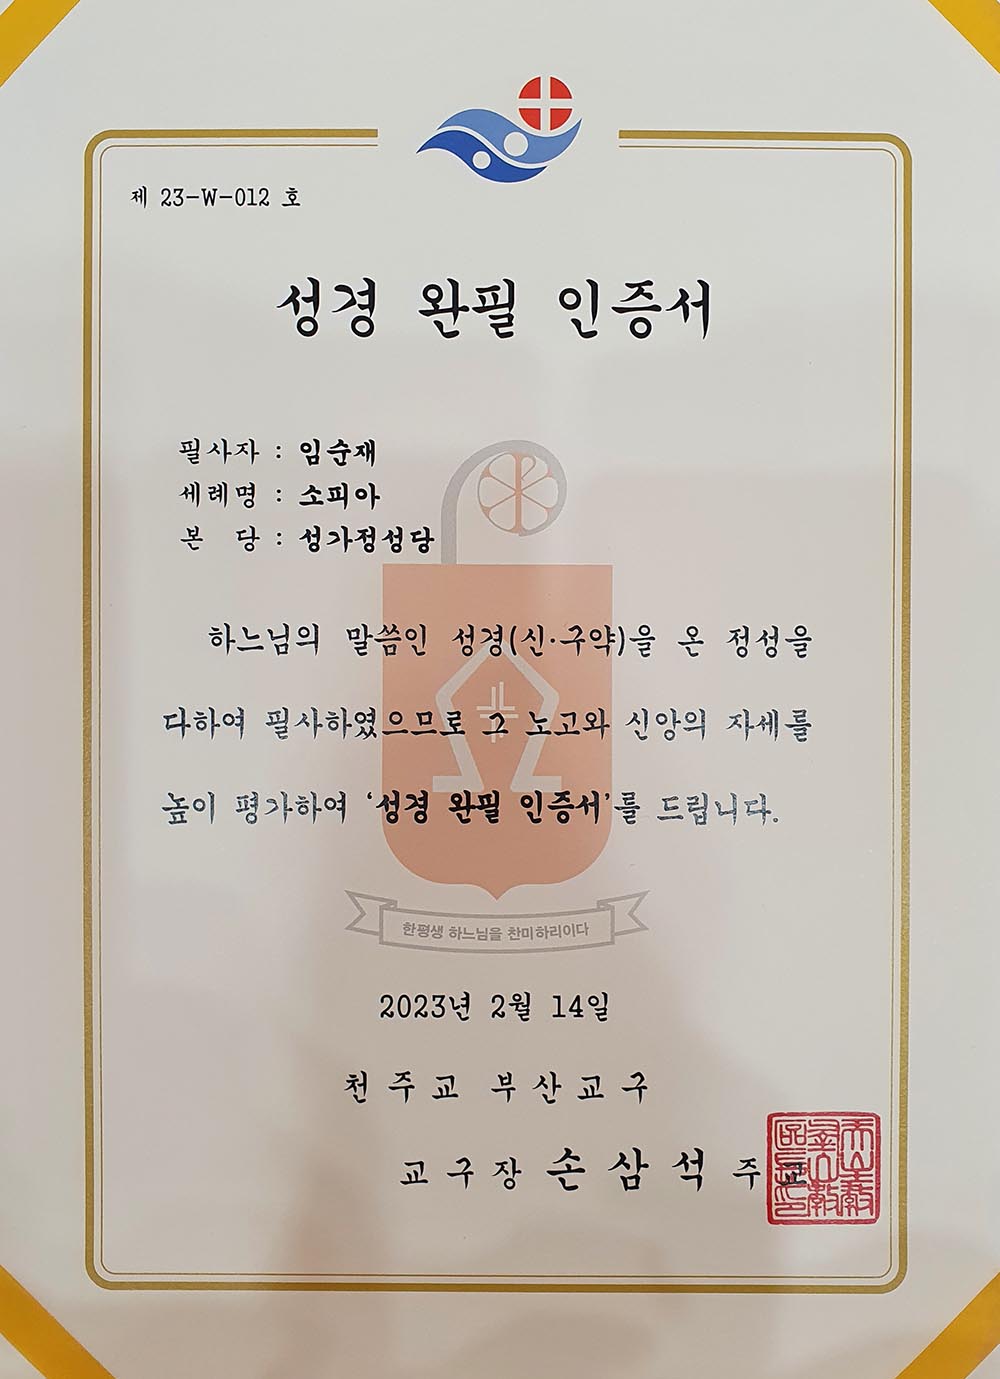 제 23-W-012 호
성경 완필 인증서
필사자 : 임순재
세례명 : 소피아
본 당 : 성가정성당
하느님의 말씀인 성경(신·구약)을 온 정성을
다하여 필사하였으므로 그 노고와 신앙의 자세를
높이 평가하여 ‘성경 완필 인증서’를 드립니다.
한평생 하느님을 찬미하리이다
2023년 2월 14일
천주교 부산교구
교구장 손삼석 주교